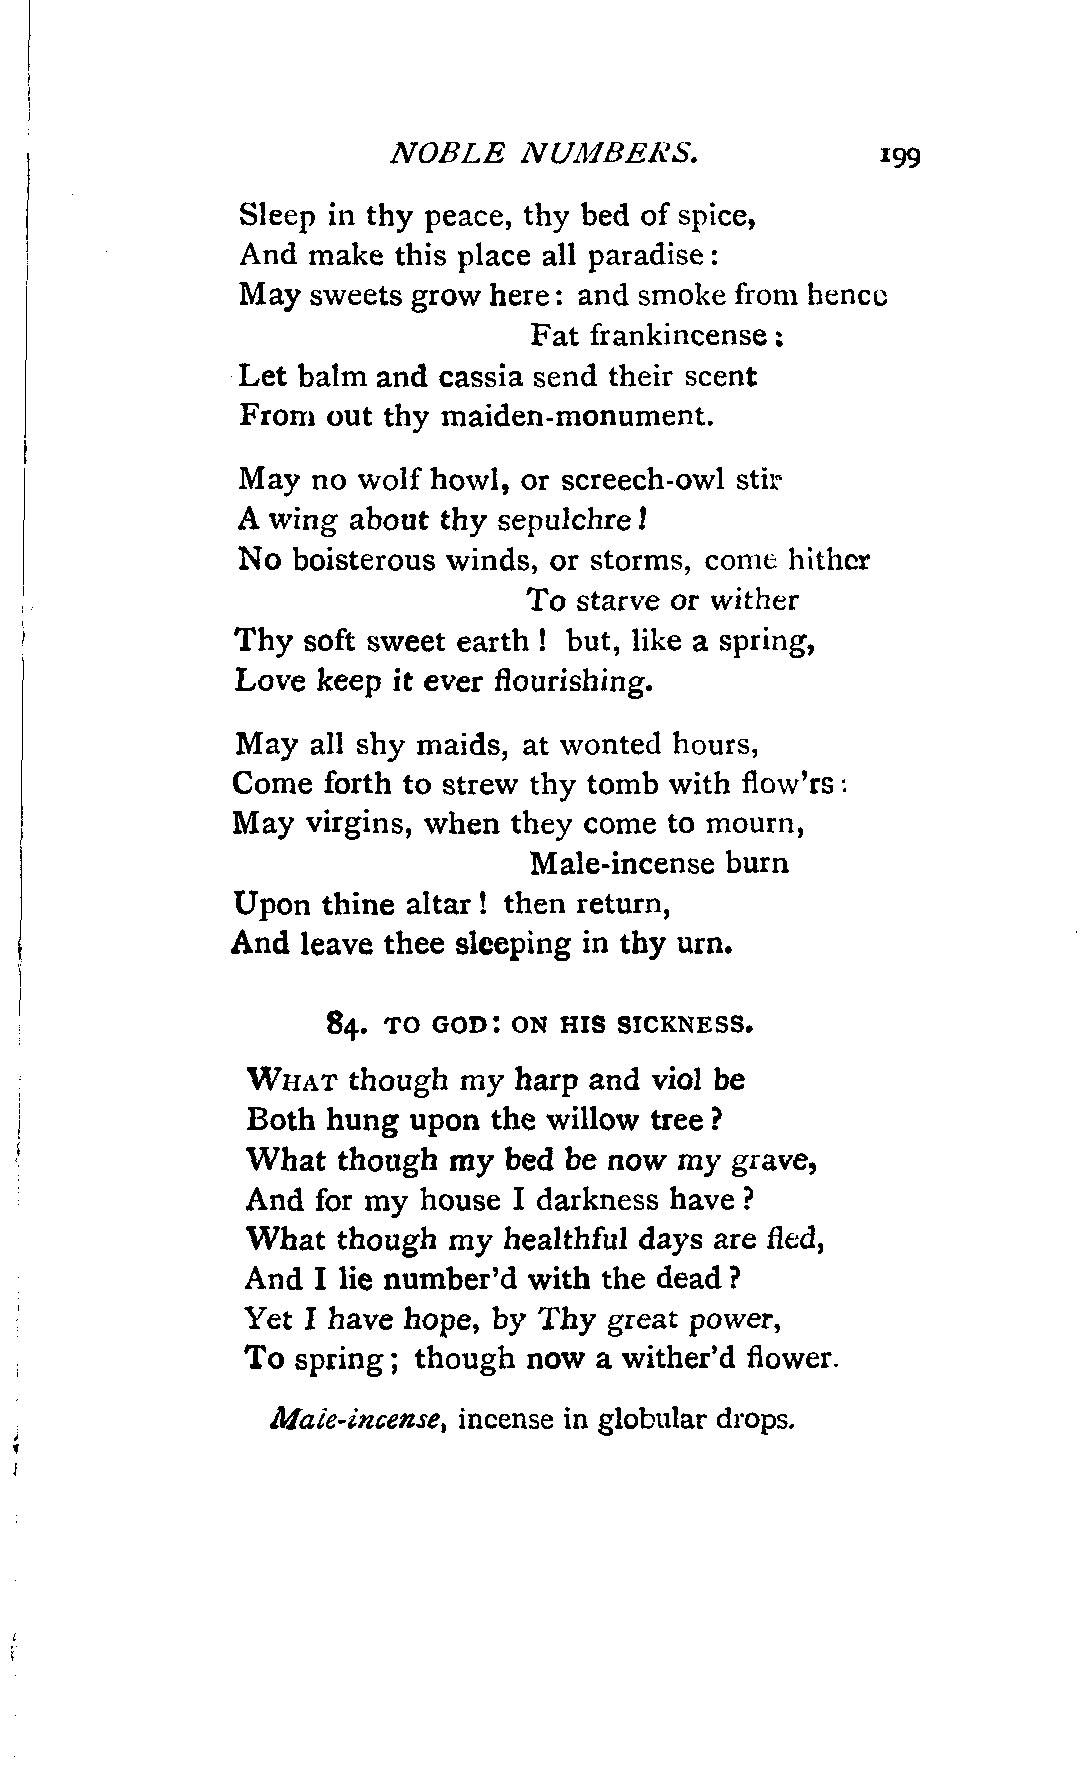 NOBLE NUMBERS. 199
Sleep in thy peace, thy bed of spice,
And make this place all paradise:
May sweets grow here: and smoke from hence
Fat frankincense:
Let balm and cassia send their scent
From out thy maiden-monument.
May no wolf howl, or screech-owl stir
A wing about thy sepulchre!
No boisterous winds, or storms, come hither
To starve or wither
Thy soft sweet earth! but, like a spring,
Love keep it ever flourishing.
May all shy maids, at wonted hours,
Come forth to strew thy tomb with flow'rs:
May virgins, when they come to mourn,
Male-incense burn
Upon thine altar! then return,
And leave thee sleeping in thy urn.
84. TO GOD: ON HIS SICKNESS.
WHAT though my harp and viol be
Both hung upon the willow tree?
What though my bed be now my grave,
And for my house I darkness have?
What though my healthful days are fled,
And I lie number'd with the dead?
Yet I have hope, by Thy great power,
To spring; though now a wither'd flower.
Male-incense, incense in globular drops.